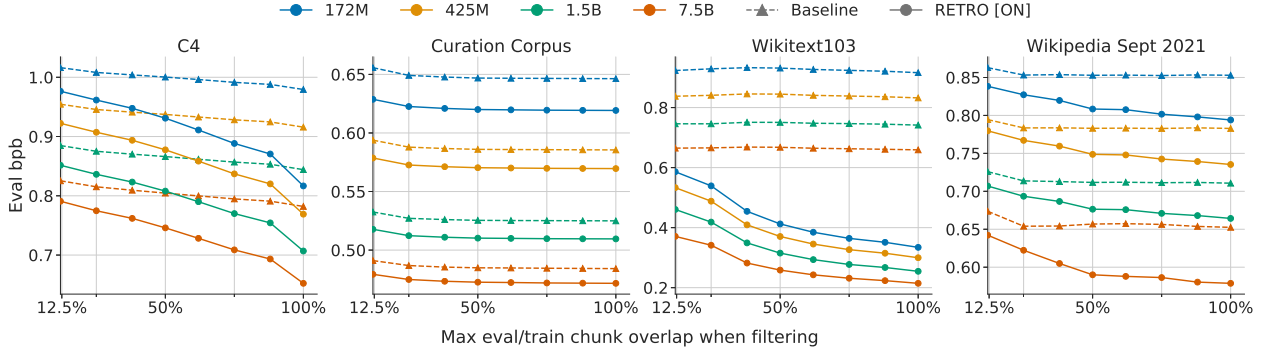 172M 425M 1.5B 7.5B Baseline RETRO [ON]
C4 Curation Corpus Wikitext103 Wikipedia Sept 2021
Eval bpb
1.0
0.9
0.8
0.7
12.5% 50% 100%
0.65
0.60
0.55
0.50
12.5% 50% 100%
0.8
0.6
0.4
0.2
12.5% 50% 100%
0.85
0.80
0.75
0.70
0.65
0.60
12.5% 50% 100%
Max eval/train chunk overlap when filtering